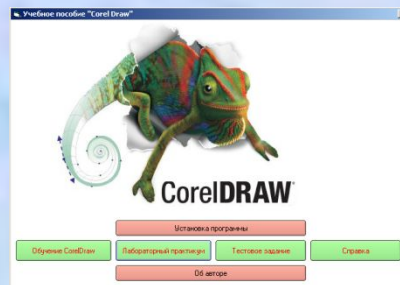 Учебное пособие "Corel Draw"
CorelDRAW
Установка программы
Обучение CorelDraw Лабораторный практикум Тестовое задание Справка
Об авторе